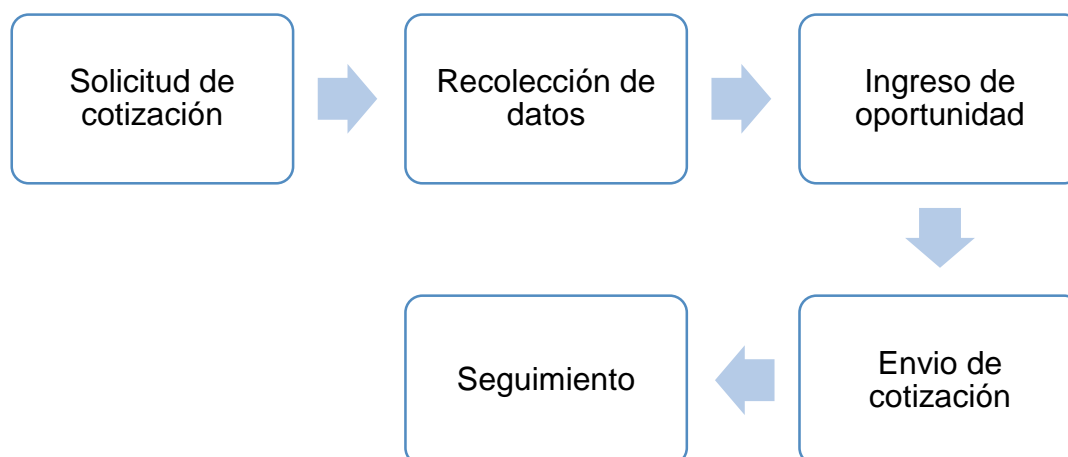 Solicitud de
cotización
Recolección de
datos
Ingreso de
oportunidad
Envio de
cotización
Seguimiento